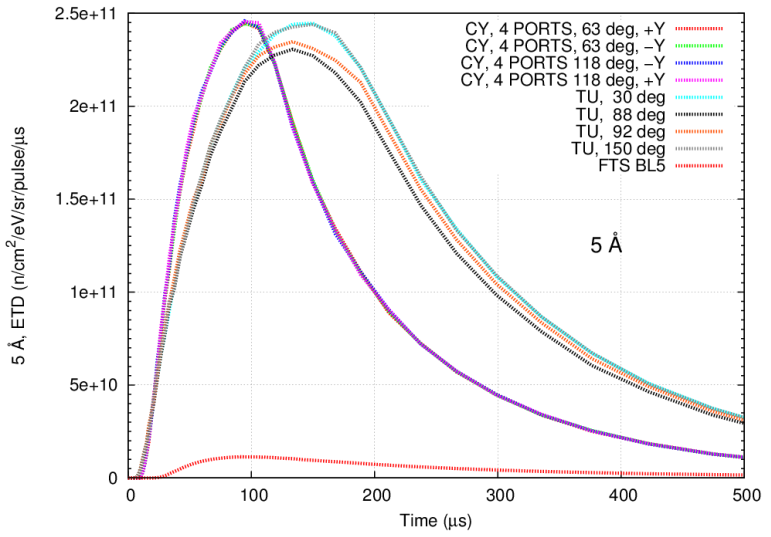 2.5e+11
2e+11
1.5e+11
1e+11
5e+10
0
0
100
200
300
400
500
Time (μs)
5 Å, ETD (n/cm²/eV/sr/pulse/μs
CY, 4 PORTS, 63 deg, +Y
CY, 4 PORTS, 63 deg, −Y
CY, 4 PORTS 118 deg, −Y
CY, 4 PORTS 118 deg, +Y
TU, 30 deg
TU, 88 deg
TU, 92 deg
TU, 150 deg
FTS BL5
5 Å